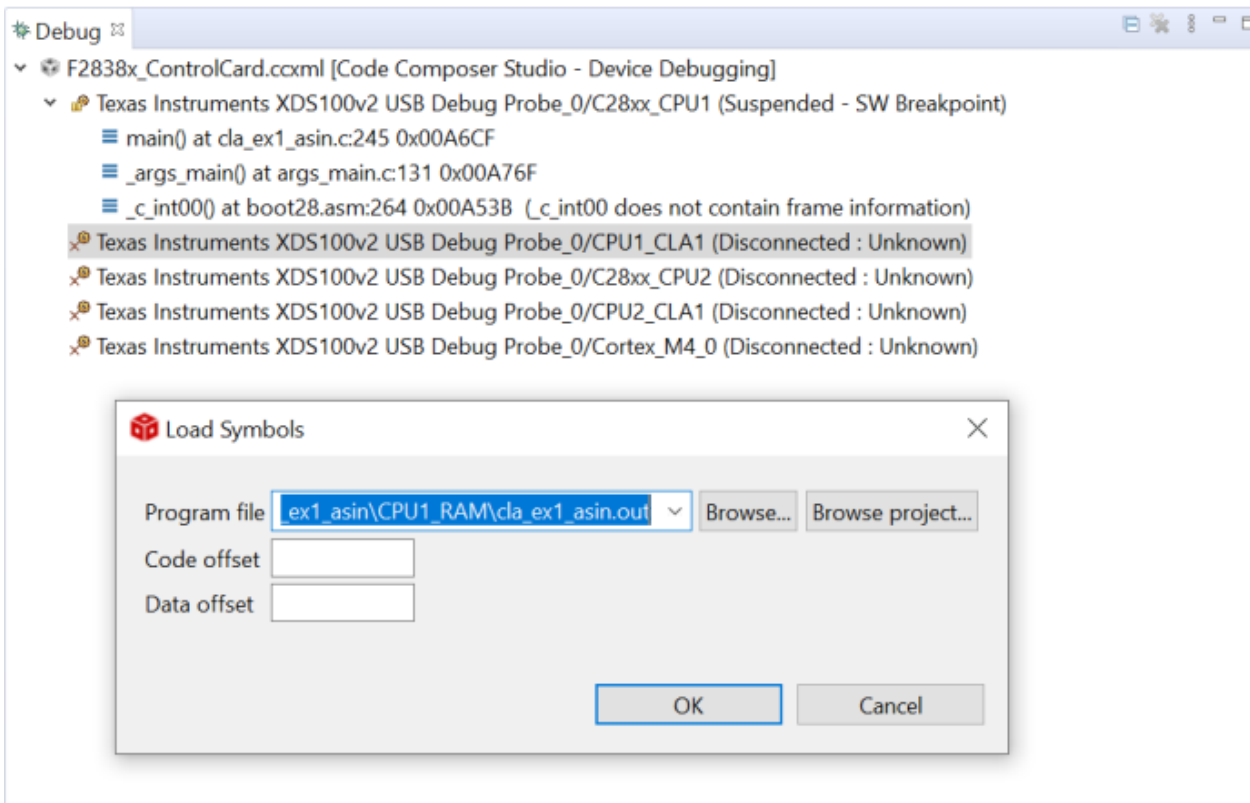 Debug
F2838x_ControlCard.ccxml [Code Composer Studio - Device Debugging]
Texas Instruments XDS100v2 USB Debug Probe_0/C28xx_CPU1 (Suspended - SW Breakpoint)
main() at cla_ex1_asin.c:245 0x00A6CF
_args_main() at args_main.c:131 0x00A76F
_c_int00() at boot28.asm:264 0x00A53B (_c_int00 does not contain frame information)
Texas Instruments XDS100v2 USB Debug Probe_0/CPU1_CLA1 (Disconnected : Unknown)
Texas Instruments XDS100v2 USB Debug Probe_0/C28xx_CPU2 (Disconnected : Unknown)
Texas Instruments XDS100v2 USB Debug Probe_0/CPU2_CLA1 (Disconnected : Unknown)
Texas Instruments XDS100v2 USB Debug Probe_0/Cortex_M4_0 (Disconnected : Unknown)
Load Symbols
Program file _ex1_asin\CPU1_RAM\cla_ex1_asin.out Browse... Browse project...
Code offset
Data offset
OK Cancel